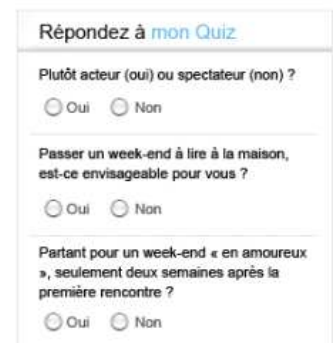 Répondez à mon Quiz
Plutôt acteur (oui) ou spectateur (non) ?
Oui Non
Passer un week-end à lire à la maison,
est-ce envisageable pour vous ?
Oui Non
Partant pour un week-end « en amoureux
», seulement deux semaines après la
première rencontre ?
Oui Non